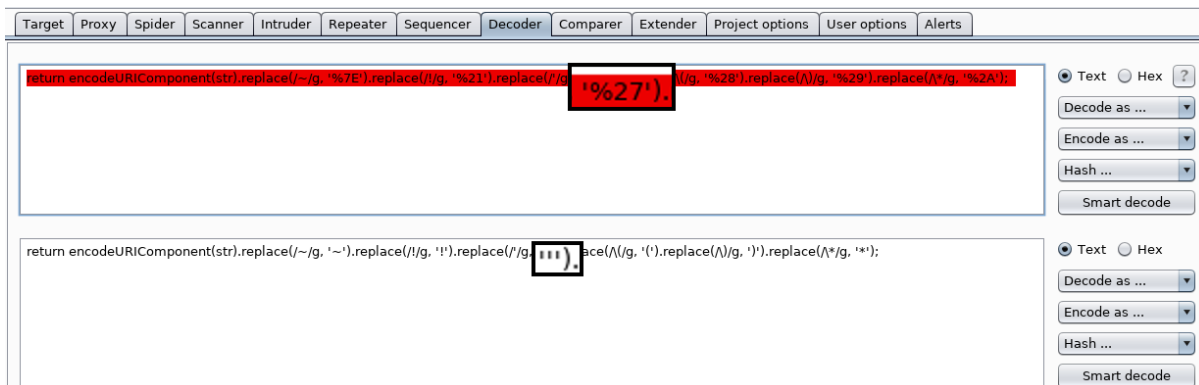 Target Proxy Spider Scanner Intruder Repeater Sequencer Decoder Comparer Extender Project options User options Alerts
return encodeURIComponent(str).replace(/~/g, '%7E').replace(/!/g, '%21').replace(/'/g '%27'). \(/g, '%28').replace(/\)/g, '%29').replace(/\*/g, '%2A');
Text Hex ?
Decode as ...
Encode as ...
Hash ...
Smart decode
return encodeURIComponent(str).replace(/~/g, '~').replace(/!/g, '!').replace(/'/g, '''). ace(/\(/g, '(').replace(/\)/g, ')').replace(/\*/g, '*');
Text Hex
Decode as ...
Encode as ...
Hash ...
Smart decode